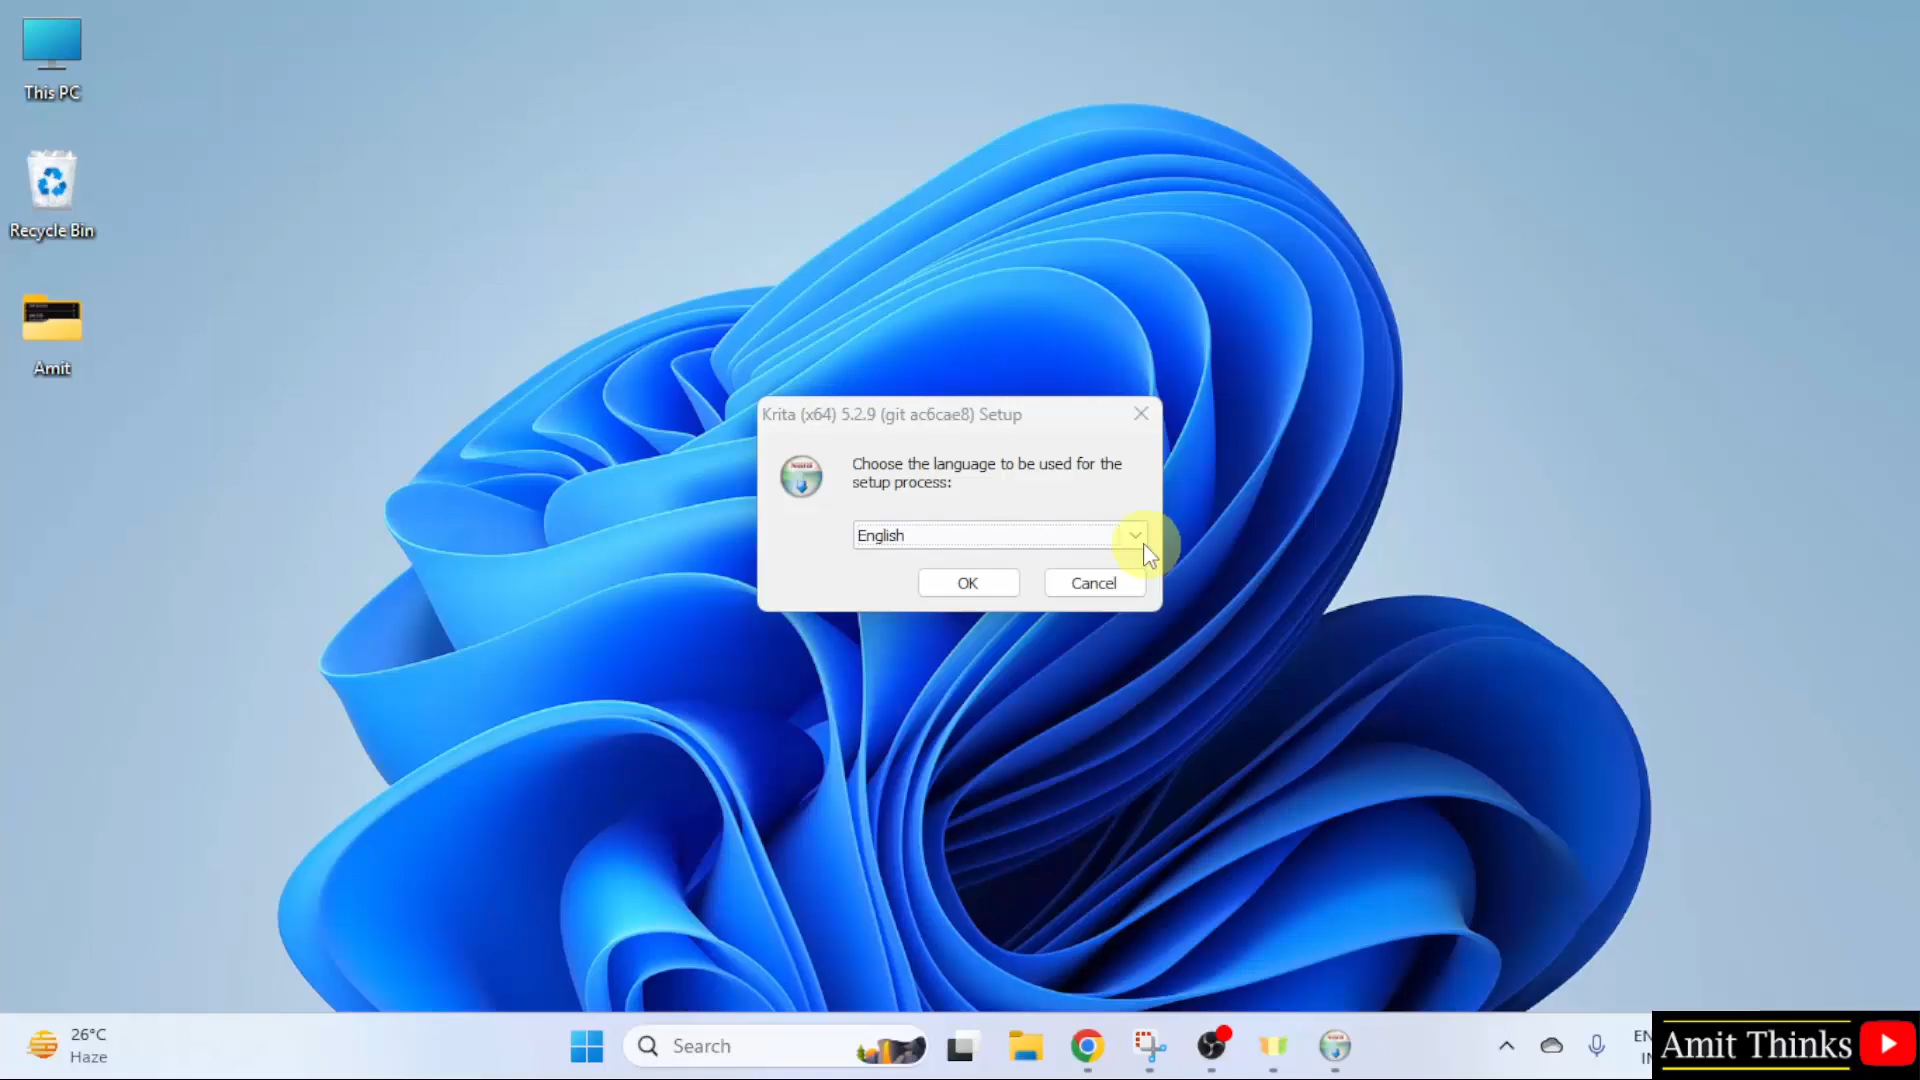 This PC
Recycle Bin
Amit
Krita (x64) 5.2.9 (git ac6cae8) Setup
Choose the language to be used for the
setup process:
English
OK
Cancel
26°C
Haze
Search
EN
IN
Amit Thinks